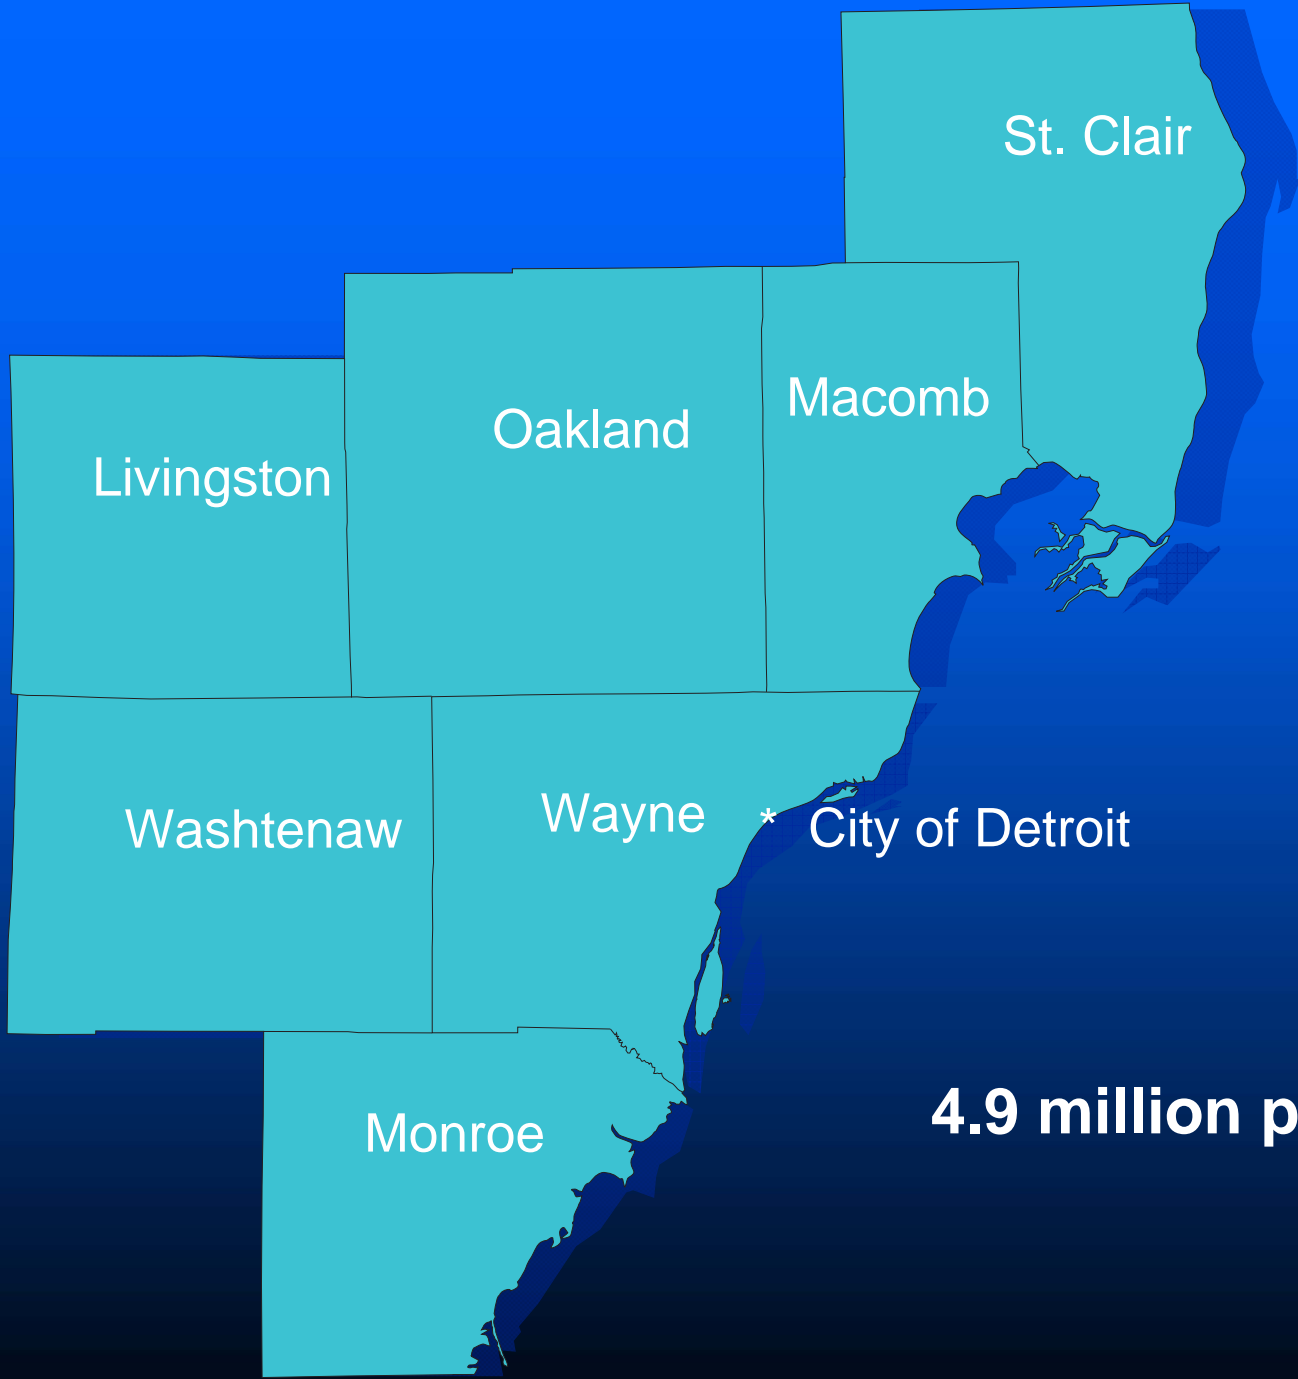 St. Clair
Macomb
Oakland
Livingston
Wayne
* City of Detroit
Washtenaw
4.9 million p
Monroe